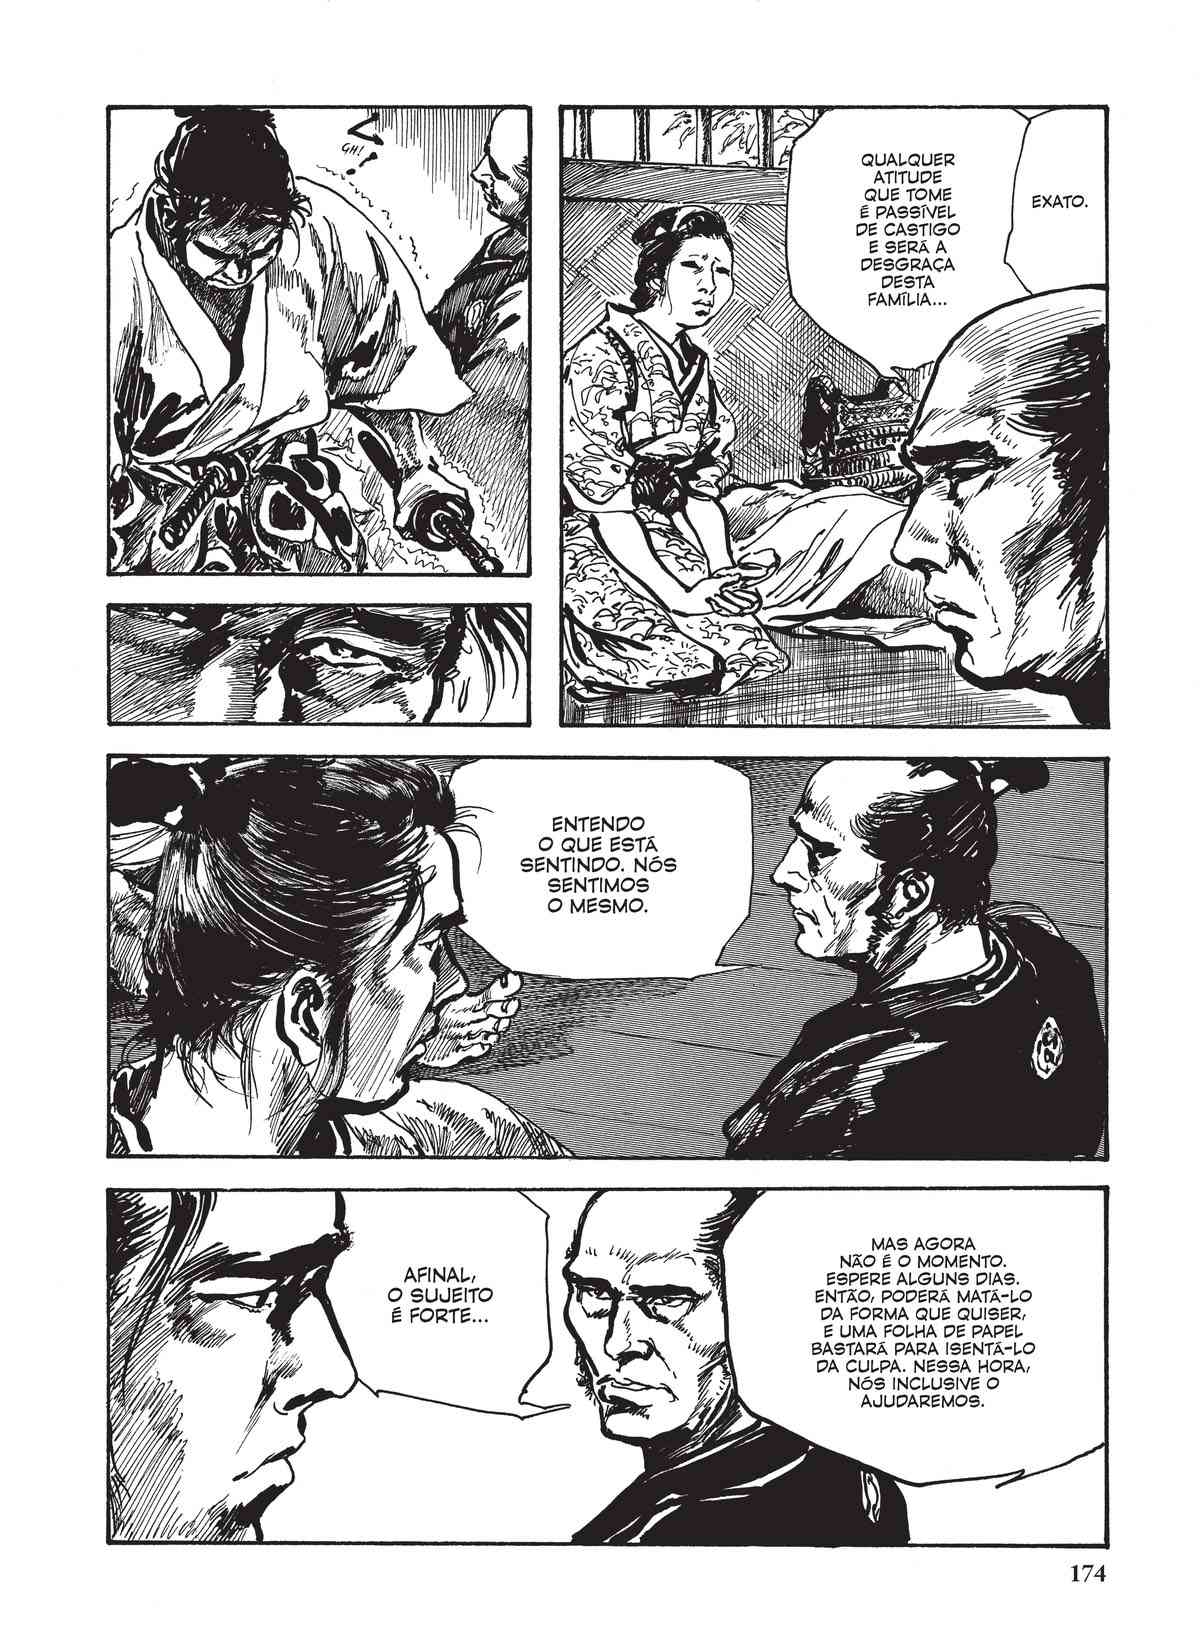 GH!
EXATO.
QUALQUER
ATITUDE
QUE TOME
É PASSÍVEL
DE CASTIGO
E SERÁ A
DESGRAÇA
DESTA
FAMÍLIA...
ENTENDO
O QUE ESTÁ
SENTINDO. NÓS
SENTIMOS
O MESMO.
MAS AGORA
NÃO É O MOMENTO.
ESPERE ALGUNS DIAS.
ENTÃO, PODERÁ MATÁ-LO
DA FORMA QUE QUISER,
E UMA FOLHA DE PAPEL
BASTARÁ PARA ISENTÁ-LO
DA CULPA. NESSA HORA,
NÓS INCLUSIVE O
AJUDAREMOS.
AFINAL,
O SUJEITO
É FORTE...
174